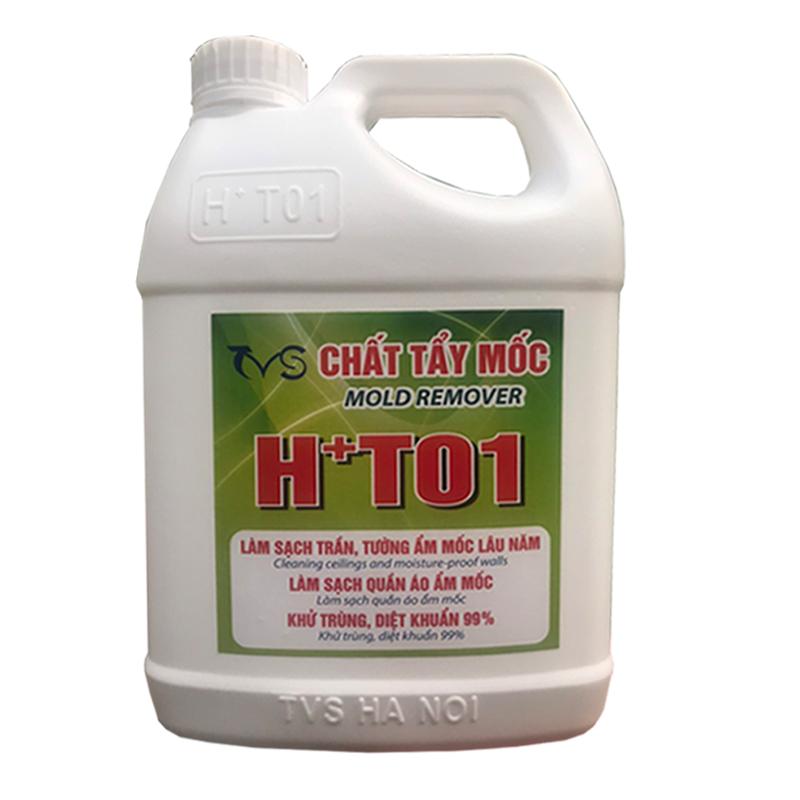 H+ T01
TVS CHẤT TẨY MỐC
MOLD REMOVER
H+T01
LÀM SẠCH TRẦN, TƯỜNG ẨM MỐC LÂU NĂM
Cleaning ceilings and moisture-proof walls
LÀM SẠCH QUẦN ÁO ẨM MỐC
Làm sạch quần áo ẩm mốc
KHỬ TRÙNG, DIỆT KHUẨN 99%
Khử trùng, diệt khuẩn 99%
TVS HA NOI